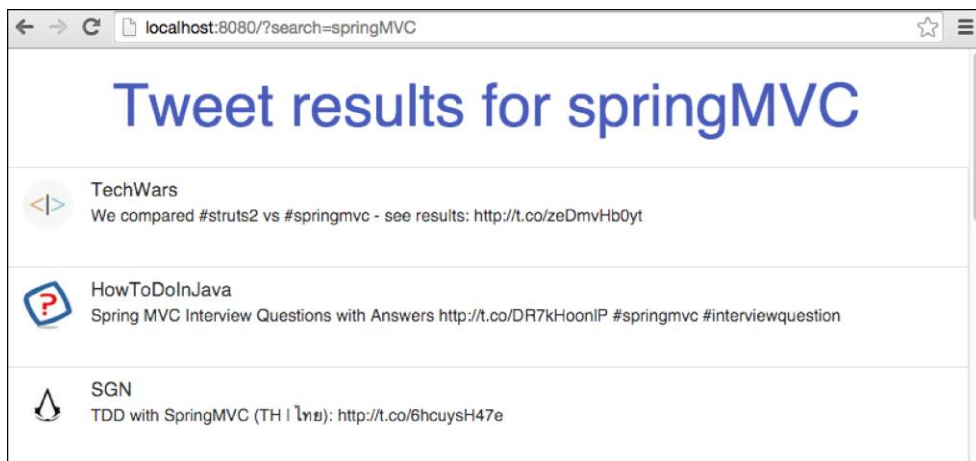 localhost:8080/?search=springMVC
Tweet results for springMVC
TechWars
We compared #struts2 vs #springmvc - see results: http://t.co/zeDmvHb0yt
HowToDoInJava
Spring MVC Interview Questions with Answers http://t.co/DR7kHoonlP #springmvc #interviewquestion
SGN
TDD with SpringMVC (TH | ไทย): http://t.co/6hcuysH47e